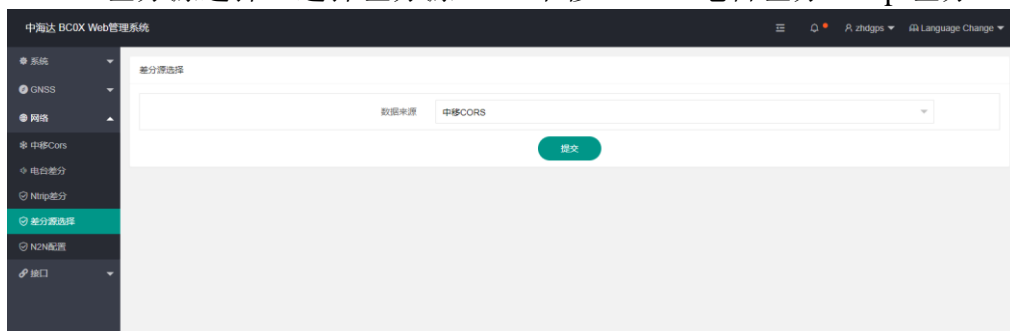 中海达 BC0X Web管理系统
zhdgps
Language Change
系统
GNSS
网络
中移Cors
电台差分
Ntrip差分
差分源选择
N2N配置
接口
差分源选择
数据来源
中移CORS
提交